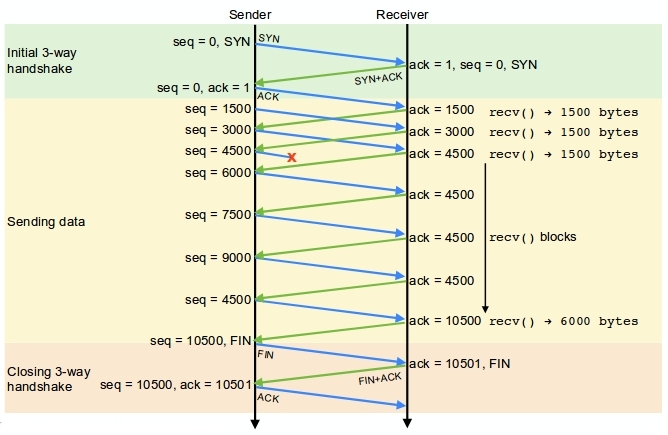 Sender Receiver
Initial 3-way
handshake
seq = 0, SYN
SYN
ack = 1, seq = 0, SYN
SYN+ACK
seq = 0, ack = 1
ACK
Sending data
seq = 1500
ack = 1500 recv() → 1500 bytes
seq = 3000
ack = 3000 recv() → 1500 bytes
seq = 4500
x
ack = 4500 recv() → 1500 bytes
seq = 6000
ack = 4500
seq = 7500
ack = 4500
recv() blocks
seq = 9000
ack = 4500
seq = 4500
ack = 10500 recv() → 6000 bytes
seq = 10500, FIN
FIN
Closing 3-way
handshake
ack = 10501, FIN
FIN+ACK
seq = 10500, ack = 10501
ACK